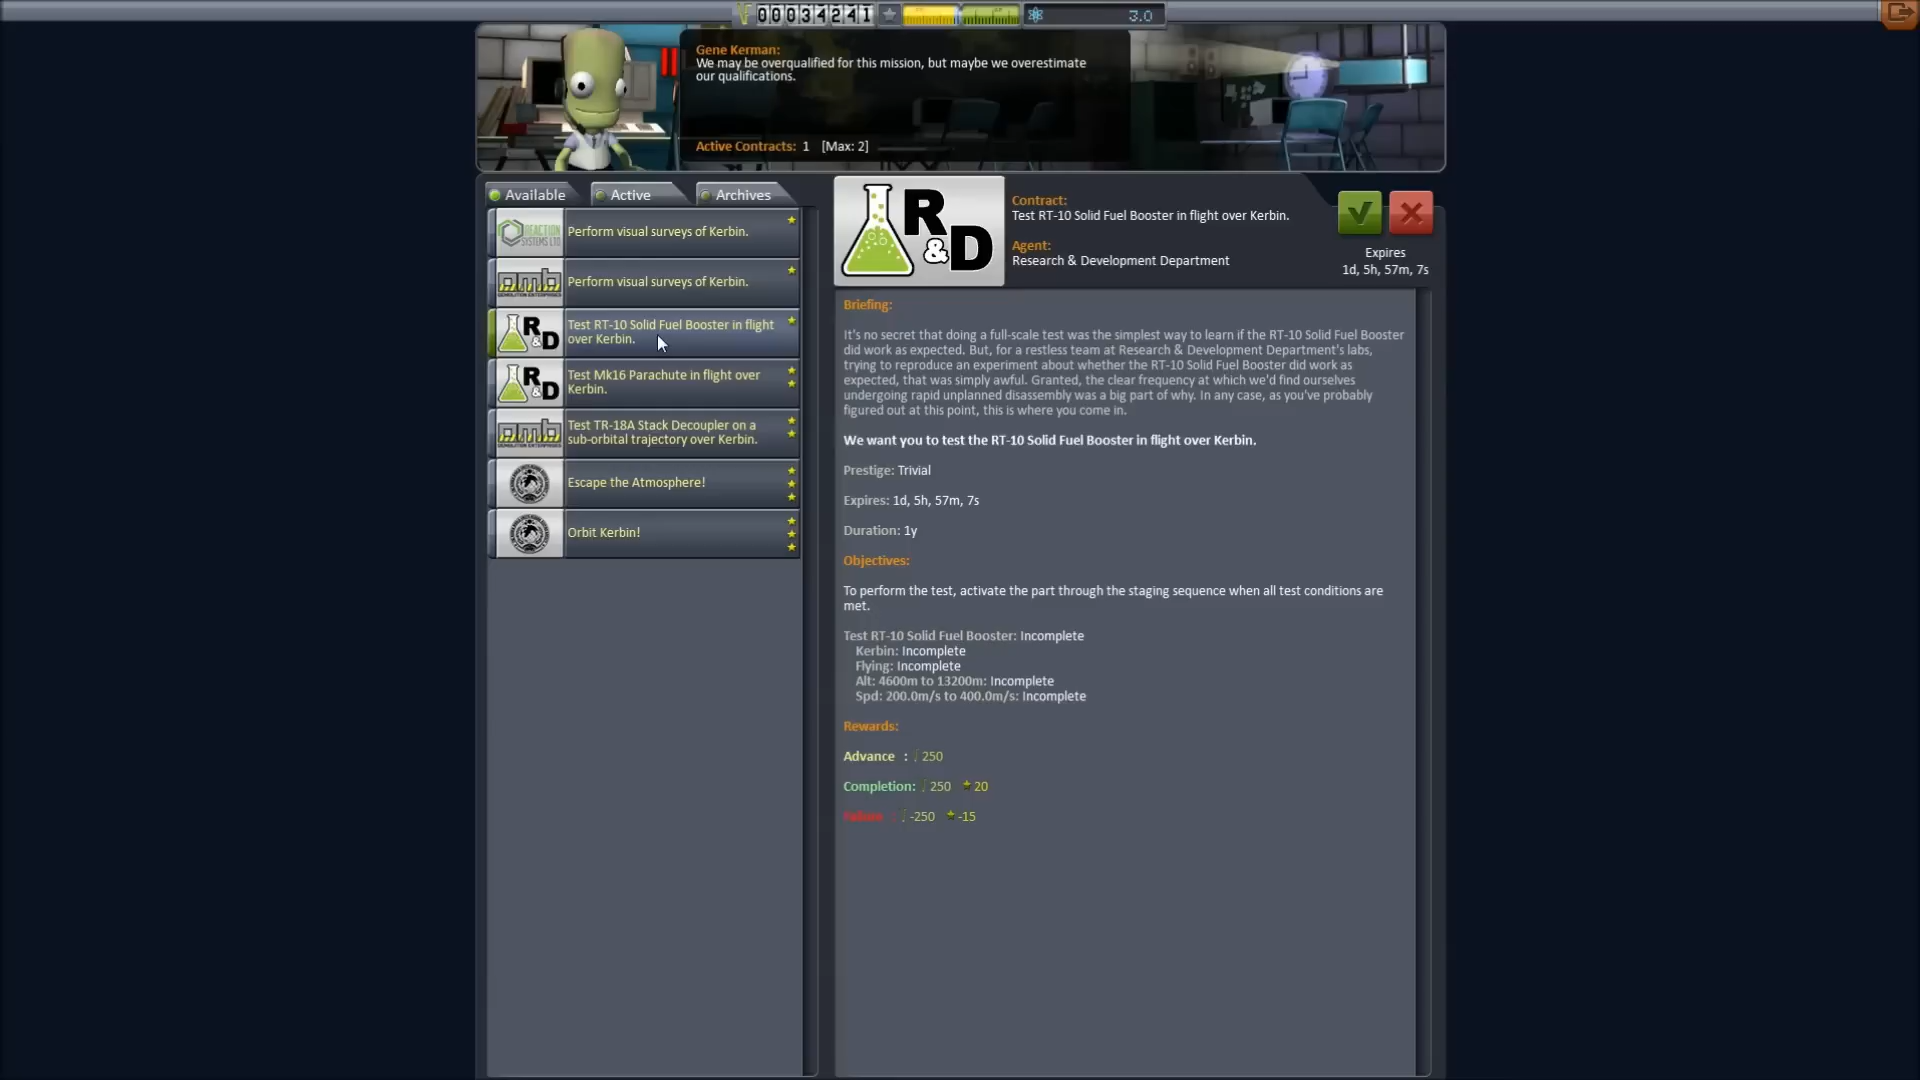 00034241
3.0
Gene Kerman:
We may be overqualified for this mission, but maybe we overestimate
our qualifications.
Active Contracts: 1 [Max: 2]
Available
Active
Archives
REACTION
SYSTEMS LTD
Perform visual surveys of Kerbin.
Perform visual surveys of Kerbin.
R
&D
Test RT-10 Solid Fuel Booster in flight
over Kerbin.
R
&D
Test Mk16 Parachute in flight over
Kerbin.
Test TR-18A Stack Decoupler on a
sub-orbital trajectory over Kerbin.
Escape the Atmosphere!
Orbit Kerbin!
R
&D
Contract:
Test RT-10 Solid Fuel Booster in flight over Kerbin.
Agent:
Research & Development Department
Expires
1d, 5h, 57m, 7s
Briefing:
It's no secret that doing a full-scale test was the simplest way to learn if the RT-10 Solid Fuel Booster
did work as expected. But, for a restless team at Research & Development Department's labs,
trying to reproduce an experiment about whether the RT-10 Solid Fuel Booster did work as
expected, that was simply awful. Granted, the clear frequency at which we'd find ourselves
undergoing rapid unplanned disassembly was a big part of why. In any case, as you've probably
figured out at this point, this is where you come in.
We want you to test the RT-10 Solid Fuel Booster in flight over Kerbin.
Prestige: Trivial
Expires: 1d, 5h, 57m, 7s
Duration: 1y
Objectives:
To perform the test, activate the part through the staging sequence when all test conditions are
met.
Test RT-10 Solid Fuel Booster: Incomplete
Kerbin: Incomplete
Flying: Incomplete
Alt: 4600m to 13200m: Incomplete
Spd: 200.0m/s to 400.0m/s: Incomplete
Rewards:
Advance : 250
Completion: 250 20
Failure : -250 -15